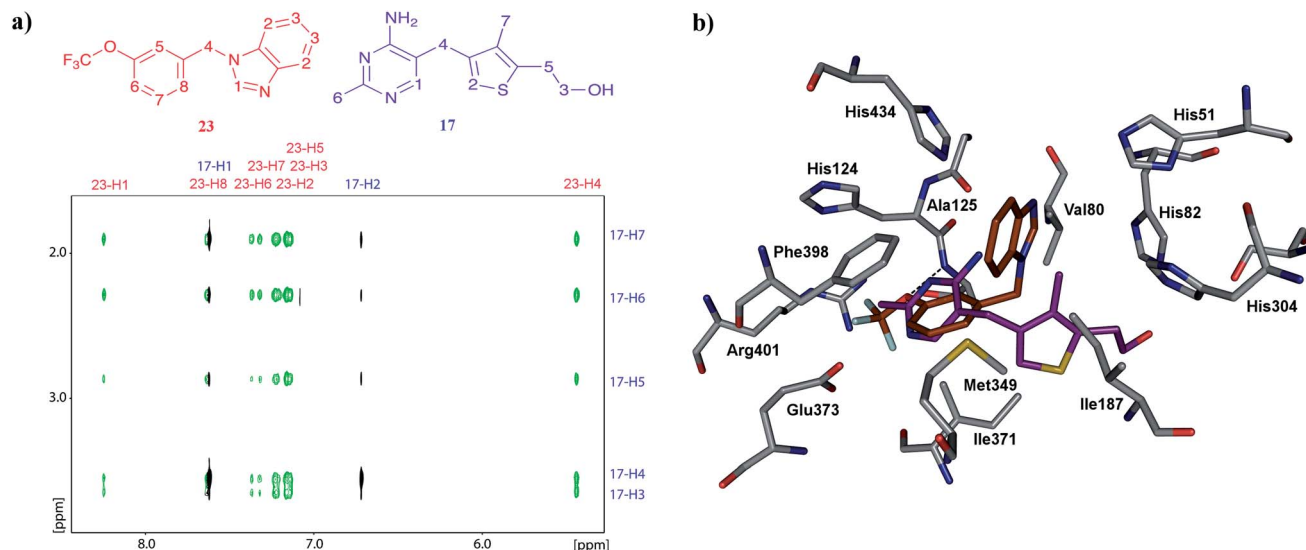 a)
F₃C O 5 4 N 2 3
6 7 8 1 N 2 3
23
NH₂ 7
N 4 5
6 N 1 2 S 3 OH
17
23-H5
17-H1 23-H7 23-H3
23-H1 23-H8 23-H6 23-H2 17-H2 23-H4
17-H7
2.0
17-H6
17-H5
3.0
17-H4
17-H3
[ppm]
8.0 7.0 6.0 [ppm]
b)
His434
His51
His124
Ala125
Val80
His82
Phe398
His304
Arg401
Met349
Glu373
Ile187
Ile371